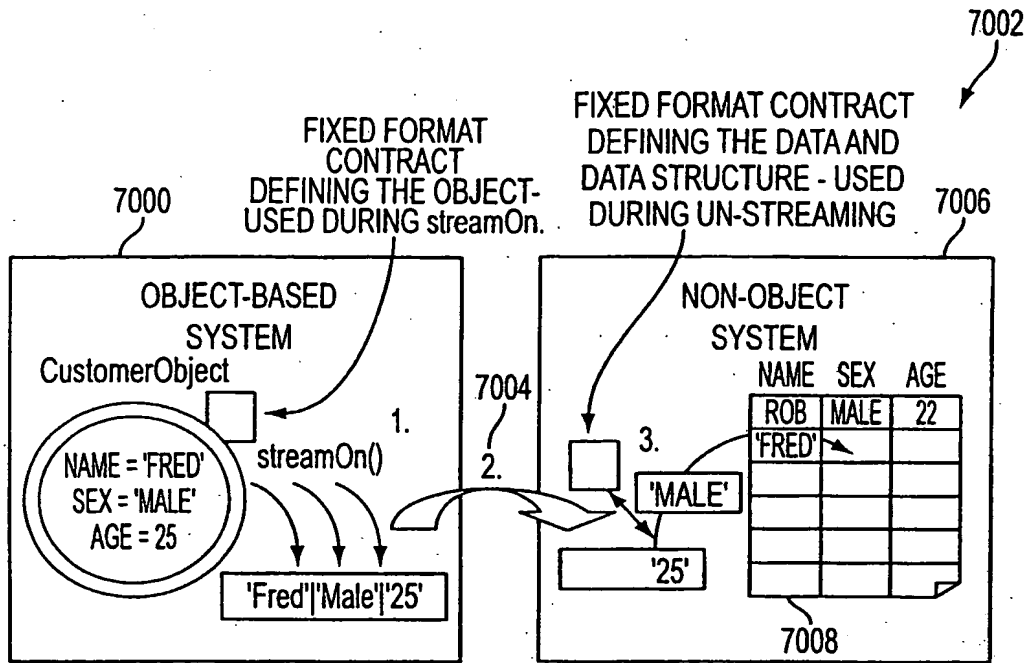 7002
FIXED FORMAT
CONTRACT
DEFINING THE OBJECT-
USED DURING streamOn.
FIXED FORMAT CONTRACT
DEFINING THE DATA AND
DATA STRUCTURE - USED
DURING UN-STREAMING
7000
7006
OBJECT-BASED
SYSTEM
CustomerObject
NAME = 'FRED'
SEX = 'MALE'
AGE = 25
1.
streamOn()
'Fred'|'Male'|'25'
7004
2.
NON-OBJECT
SYSTEM
3.
'MALE'
'25'
NAME SEX AGE
ROB MALE 22
'FRED'
7008